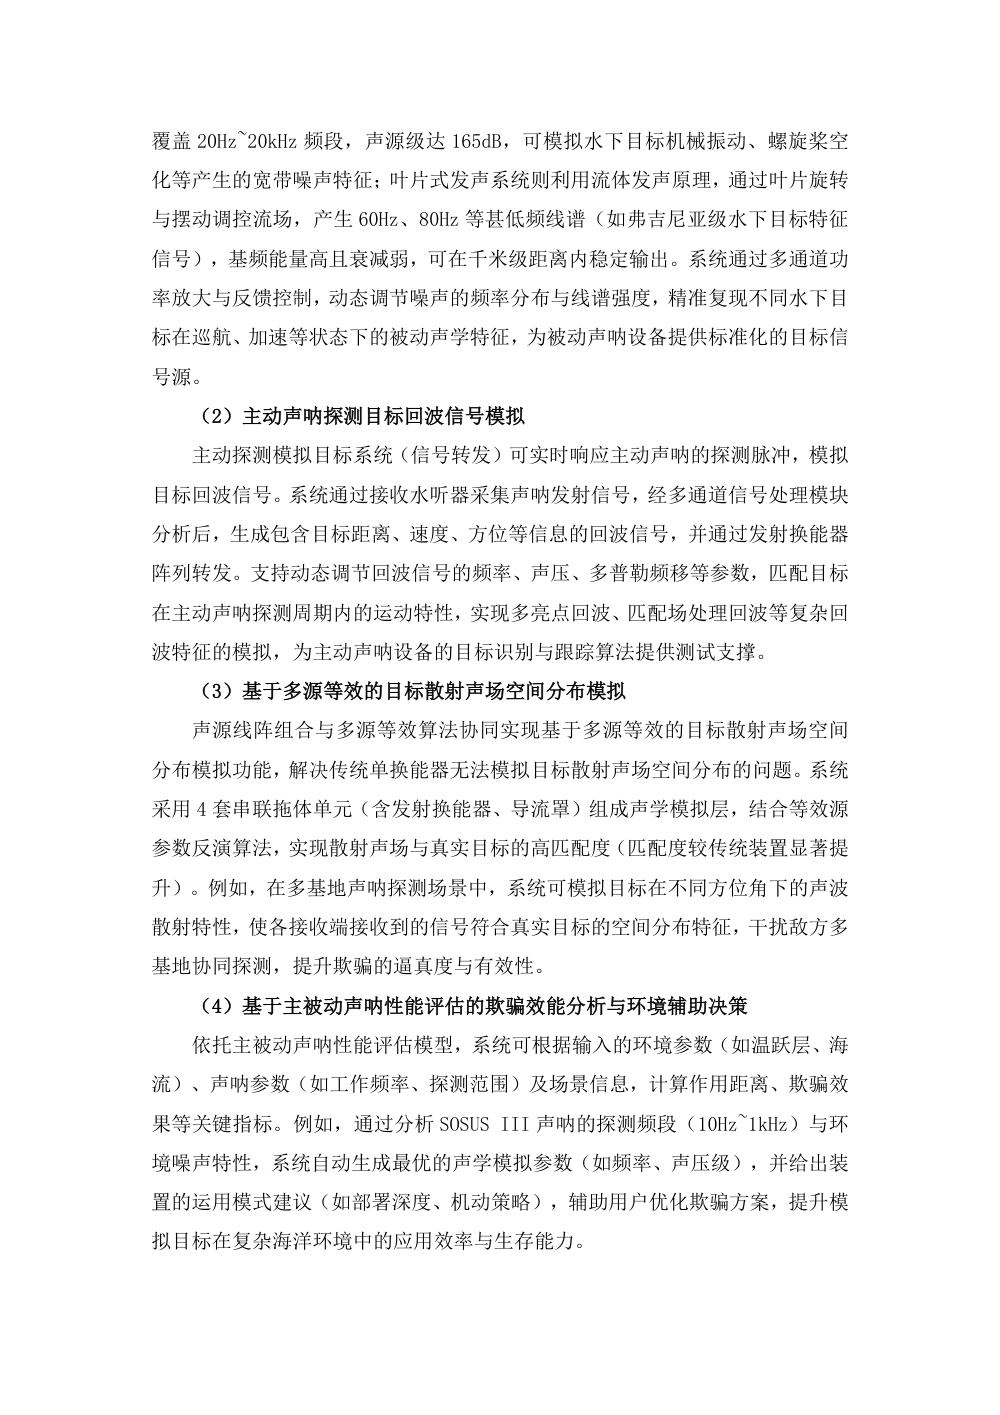 覆盖 20Hz~20kHz 频段，声源级达 165dB，可模拟水下目标机械振动、螺旋桨空
化等产生的宽带噪声特征；叶片式发声系统则利用流体发声原理，通过叶片旋转
与摆动调控流场，产生 60Hz、80Hz 等甚低频线谱（如弗吉尼亚级水下目标特征
信号），基频能量高且衰减弱，可在千米级距离内稳定输出。系统通过多通道功
率放大与反馈控制，动态调节噪声的频率分布与线谱强度，精准复现不同水下目
标在巡航、加速等状态下的被动声学特征，为被动声呐设备提供标准化的目标信
号源。
（2）主动声呐探测目标回波信号模拟
主动探测模拟目标系统（信号转发）可实时响应主动声呐的探测脉冲，模拟
目标回波信号。系统通过接收水听器采集声呐发射信号，经多通道信号处理模块
分析后，生成包含目标距离、速度、方位等信息的回波信号，并通过发射换能器
阵列转发。支持动态调节回波信号的频率、声压、多普勒频移等参数，匹配目标
在主动声呐探测周期内的运动特性，实现多亮点回波、匹配场处理回波等复杂回
波特征的模拟，为主动声呐设备的目标识别与跟踪算法提供测试支撑。
（3）基于多源等效的目标散射声场空间分布模拟
声源线阵组合与多源等效算法协同实现基于多源等效的目标散射声场空间
分布模拟功能，解决传统单换能器无法模拟目标散射声场空间分布的问题。系统
采用 4 套串联拖体单元（含发射换能器、导流罩）组成声学模拟层，结合等效源
参数反演算法，实现散射声场与真实目标的高匹配度（匹配度较传统装置显著提
升）。例如，在多基地声呐探测场景中，系统可模拟目标在不同方位角下的声波
散射特性，使各接收端接收到的信号符合真实目标的空间分布特征，干扰敌方多
基地协同探测，提升欺骗的逼真度与有效性。
（4）基于主被动声呐性能评估的欺骗效能分析与环境辅助决策
依托主被动声呐性能评估模型，系统可根据输入的环境参数（如温跃层、海
流）、声呐参数（如工作频率、探测范围）及场景信息，计算作用距离、欺骗效
果等关键指标。例如，通过分析 SOSUS III 声呐的探测频段（10Hz~1kHz）与环
境噪声特性，系统自动生成最优的声学模拟参数（如频率、声压级），并给出装
置的运用模式建议（如部署深度、机动策略），辅助用户优化欺骗方案，提升模
拟目标在复杂海洋环境中的应用效率与生存能力。